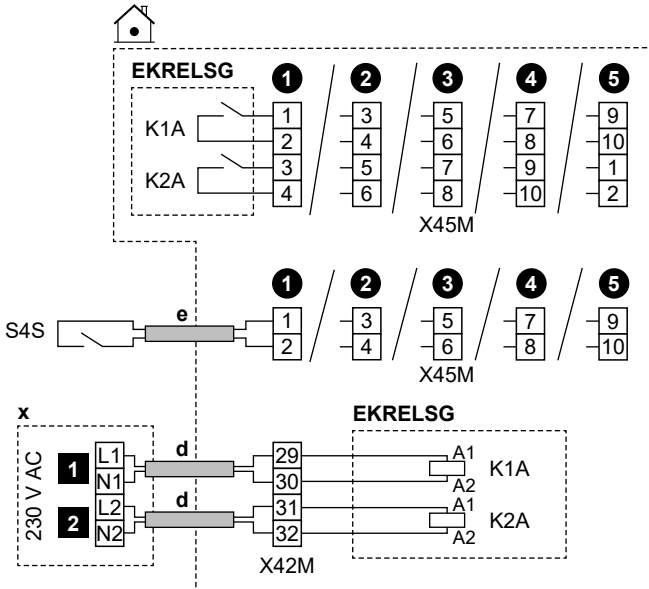 EKRELSG 1 2 3 4 5
K1A 1 3 5 7 9
2 4 6 8 10
K2A 3 5 7 9 1
4 6 8 10 2
X45M
1 2 3 4 5
S4S e 1 3 5 7 9
2 4 6 8 10
X45M
x EKRELSG
230 V AC
1 L1 d 29 A1 K1A
N1 30 A2
2 L2 d 31 A1 K2A
N2 32 A2
X42M